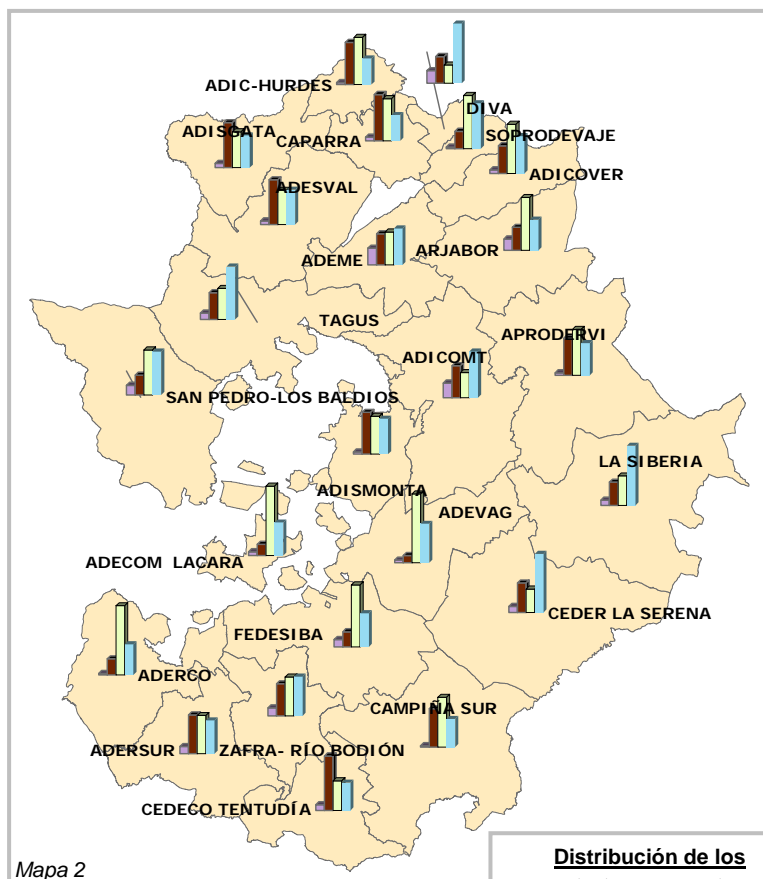 ADIC-HURDES
DIVA
ADISGATA
CAPARRA
SOPRODEVAJE
ADICOVER
ADESVAL
ADEME
ARJABOR
TAGUS
APRODERVI
ADICOMT
SAN PEDRO-LOS BALDIOS
LA SIBERIA
ADISMONTA
ADEVAG
ADECOM LACARA
CEDER LA SERENA
FEDESIBA
ADERCO
CAMPIÑA SUR
ADERSUR
ZAFRA- RÍO BODIÓN
CEDECO TENTUDÍA
Mapa 2
Distribución de los